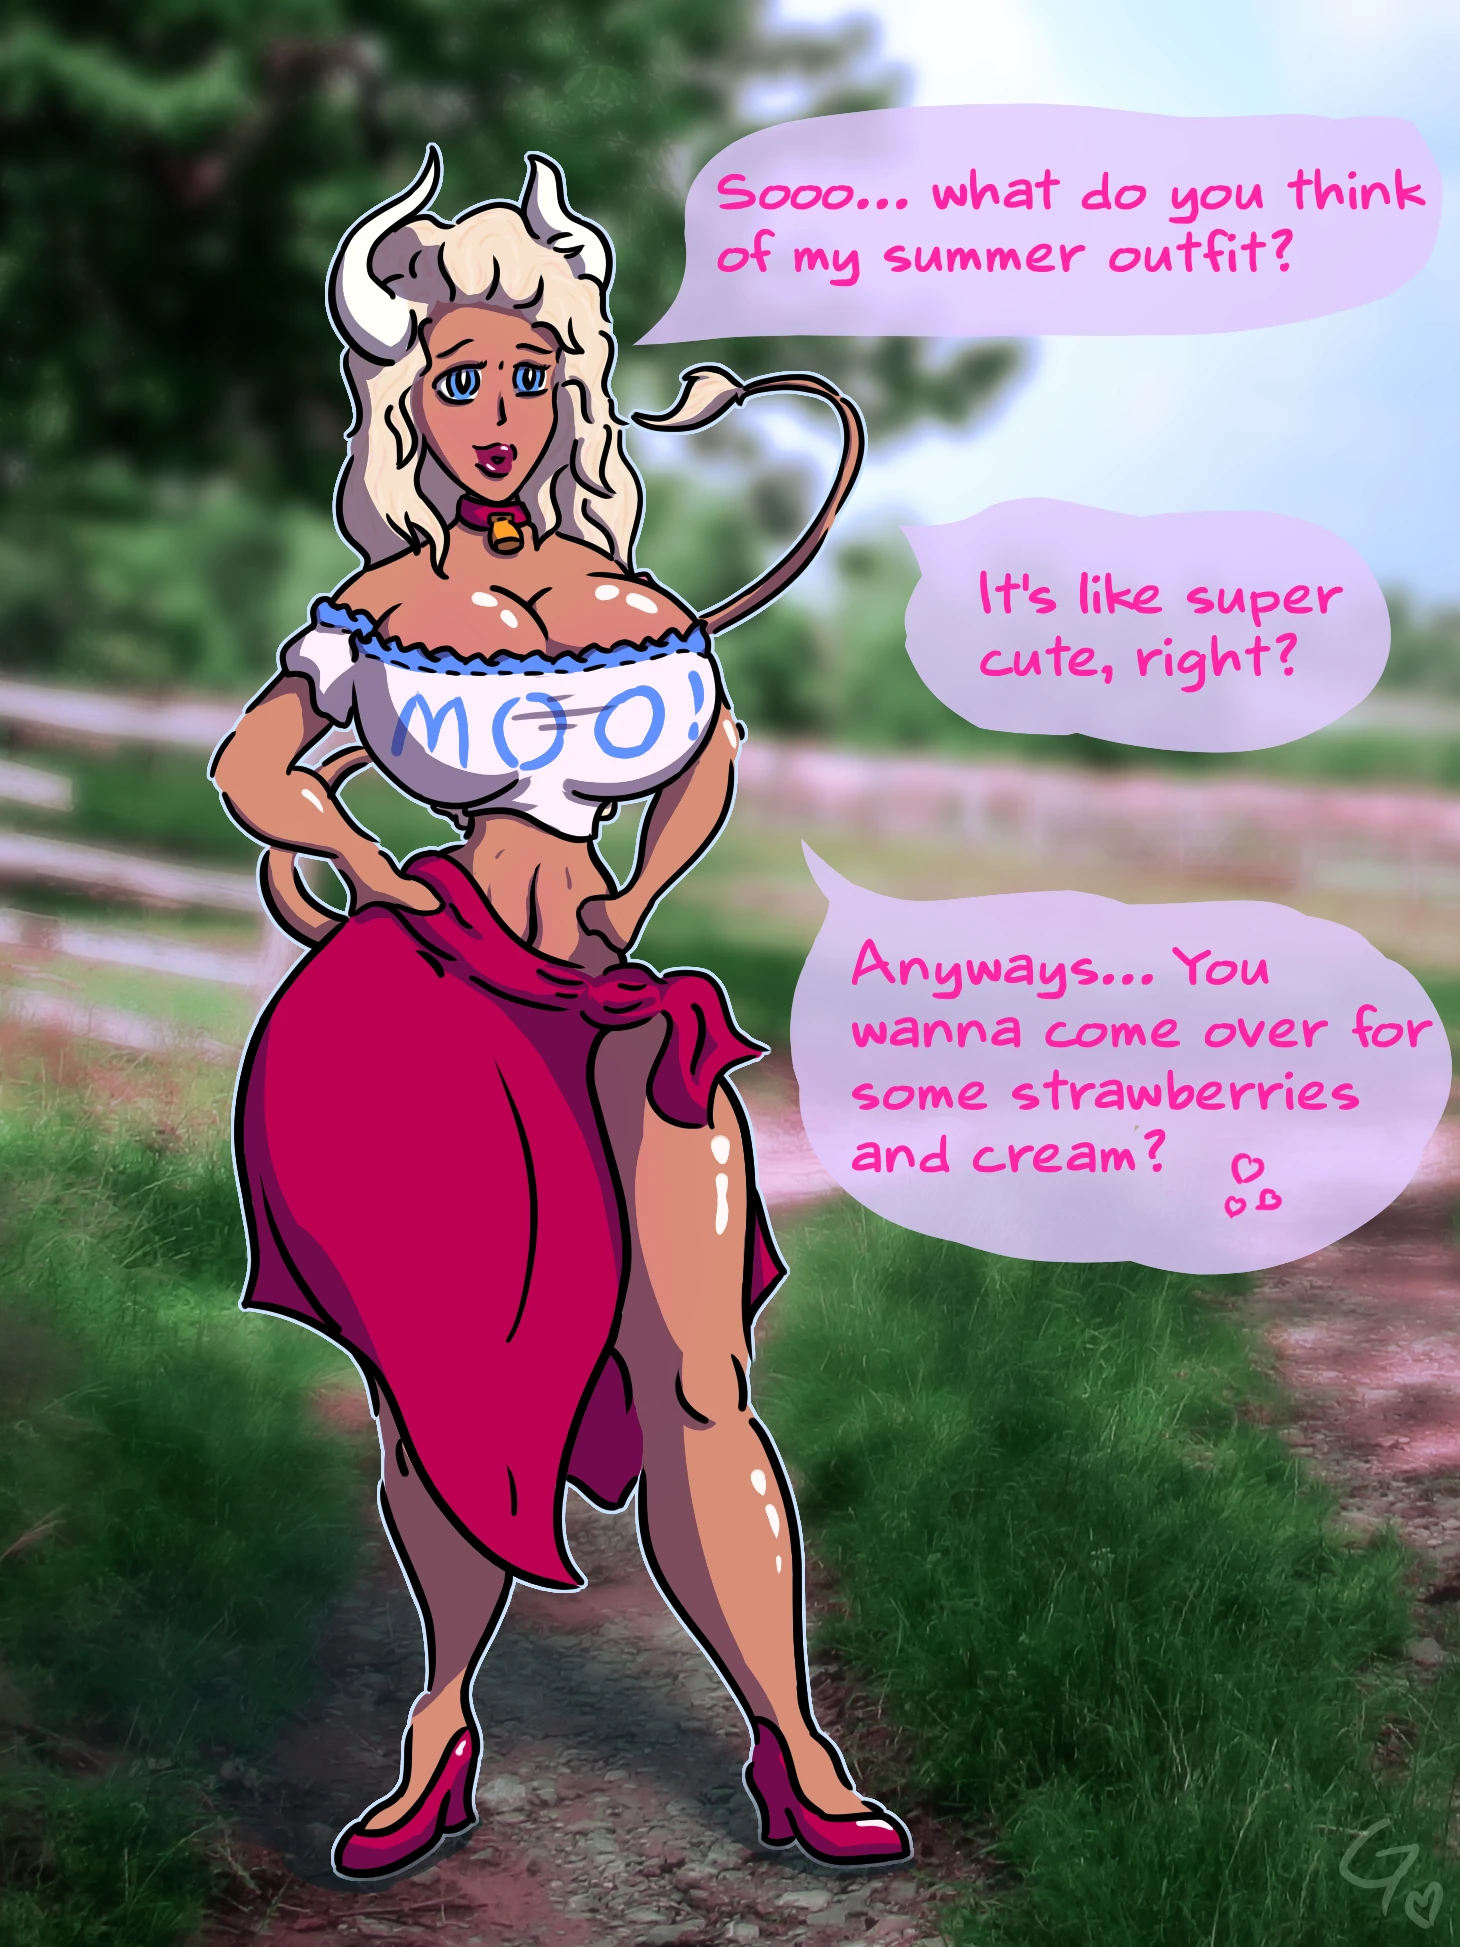 Sooo... what do you think
of my summer outfit?
MOO!
It's like super
cute, right?
Anyways... You
wanna come over for
some strawberries
and cream?
G